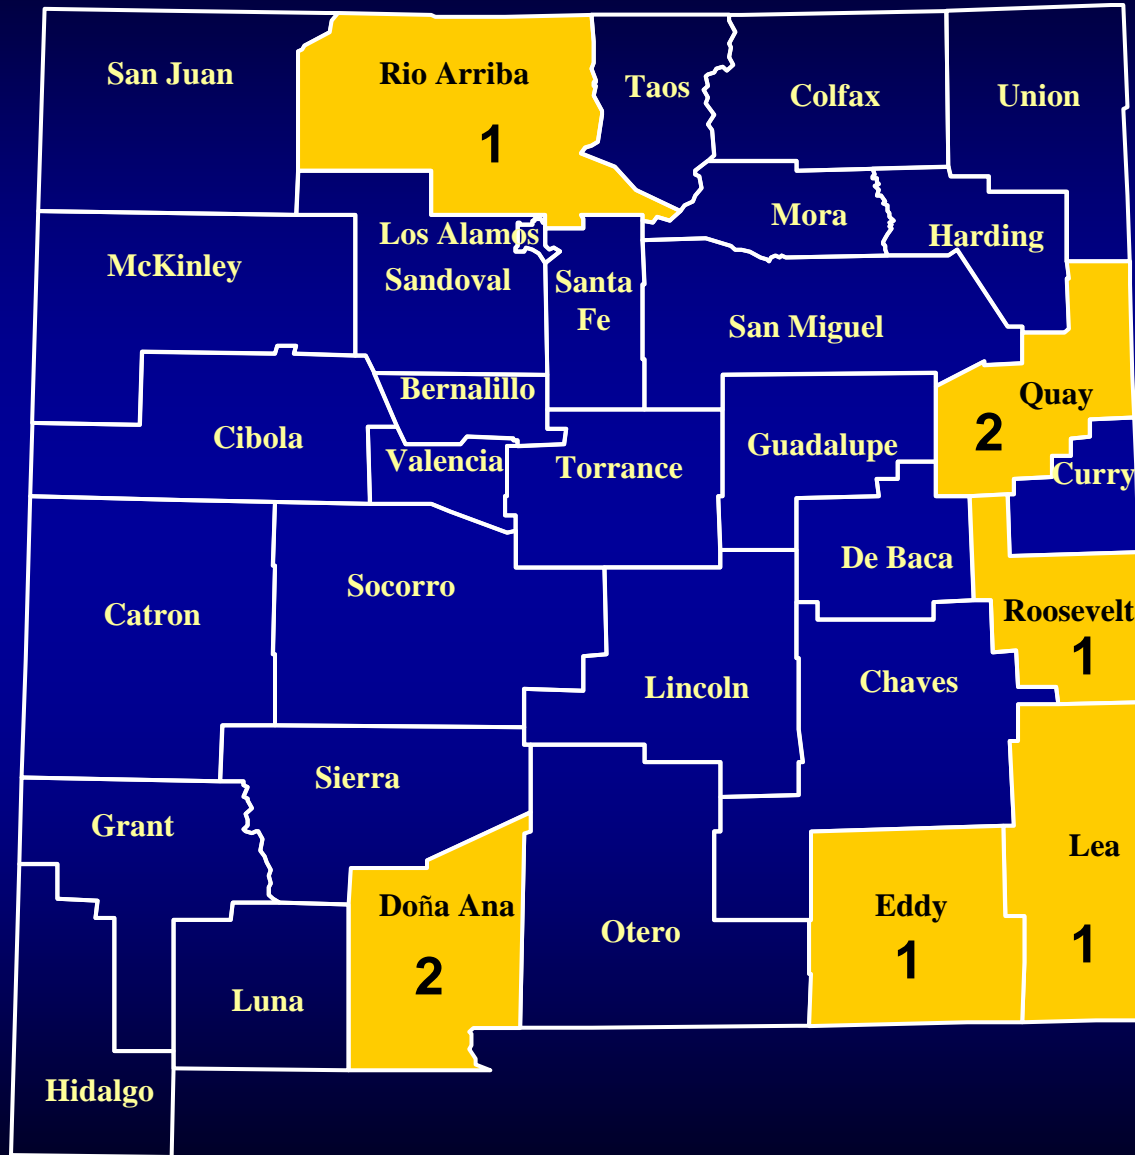 San Juan
Rio Arriba
1
Taos
Colfax
Union
Los Alamos
Mora
Harding
McKinley
Sandoval
Santa
Fe
San Miguel
Bernalillo
Quay
2
Cibola
Valencia
Torrance
Guadalupe
Curry
De Baca
Catron
Socorro
Roosevelt
1
Lincoln
Chaves
Sierra
Grant
Lea
1
Doña Ana
2
Otero
Eddy
1
Luna
Hidalgo